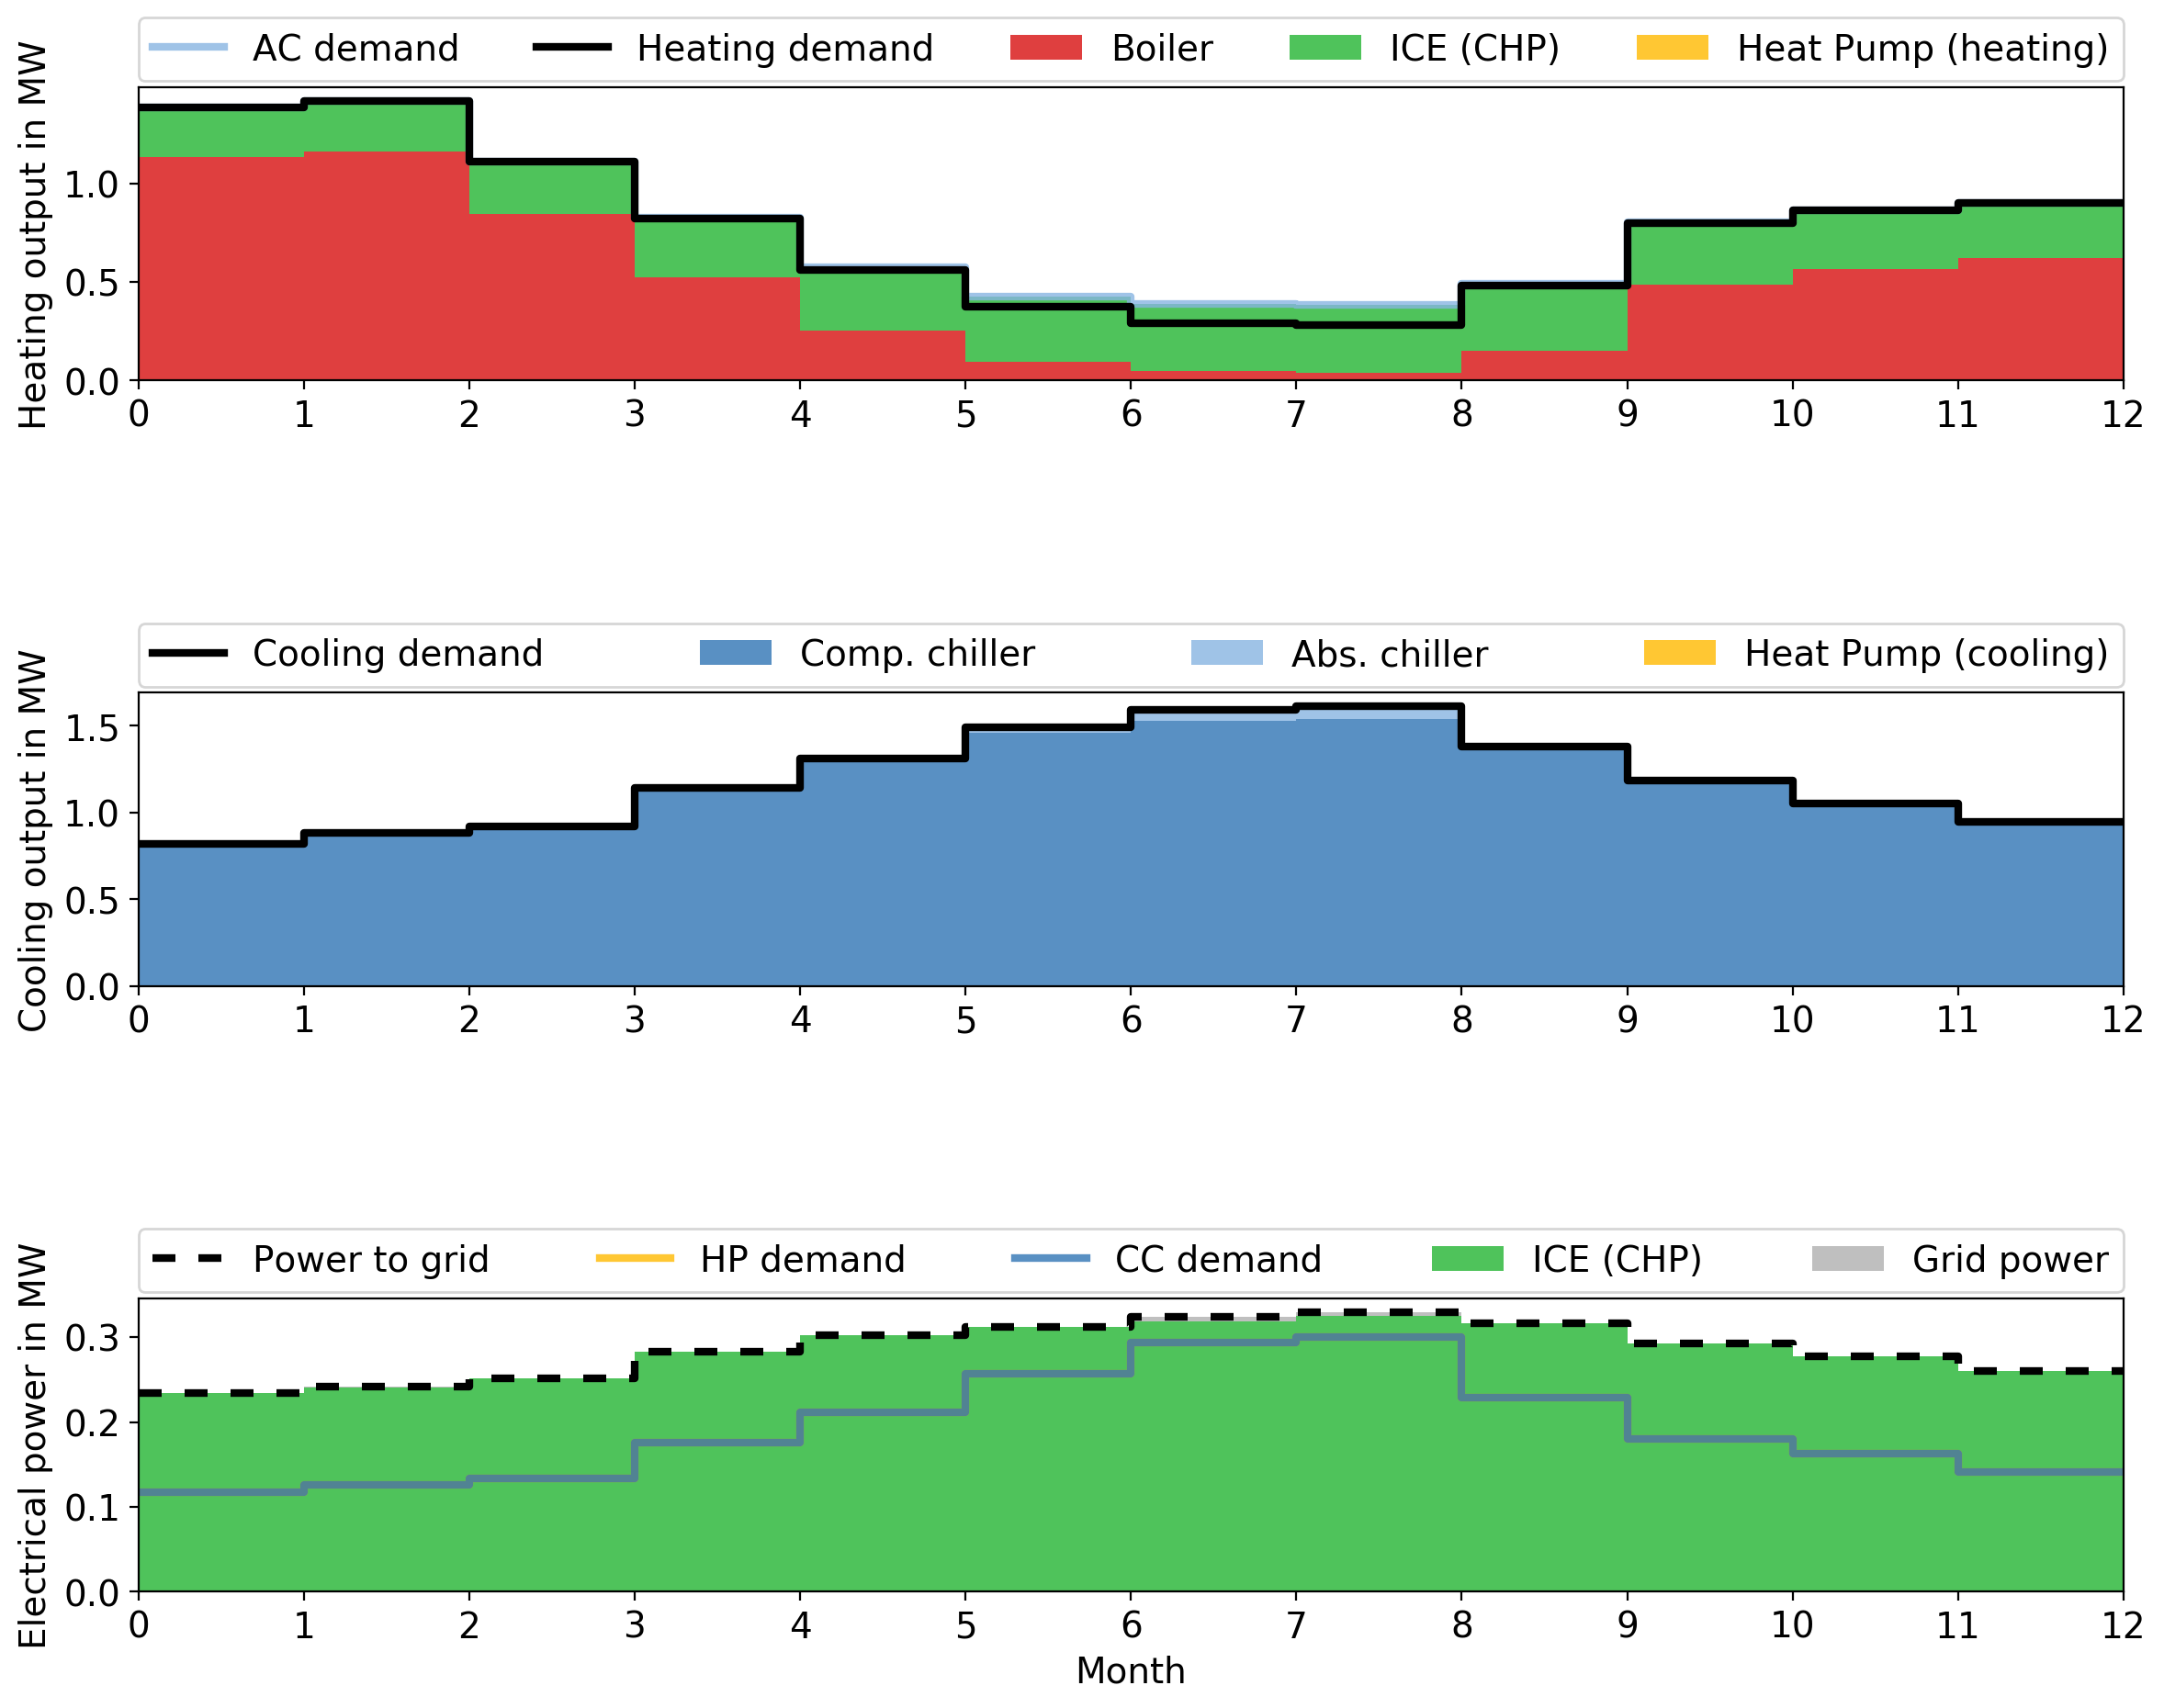 AC demand Heating demand Boiler ICE (CHP) Heat Pump (heating)
Heating output in MW
1.0
0.5
0.0
0 1 2 3 4 5 6 7 8 9 10 11 12
Cooling demand Comp. chiller Abs. chiller Heat Pump (cooling)
Cooling output in MW
1.5
1.0
0.5
0.0
0 1 2 3 4 5 6 7 8 9 10 11 12
Power to grid HP demand CC demand ICE (CHP) Grid power
Electrical power in MW
0.3
0.2
0.1
0.0
0 1 2 3 4 5 6 7 8 9 10 11 12
Month